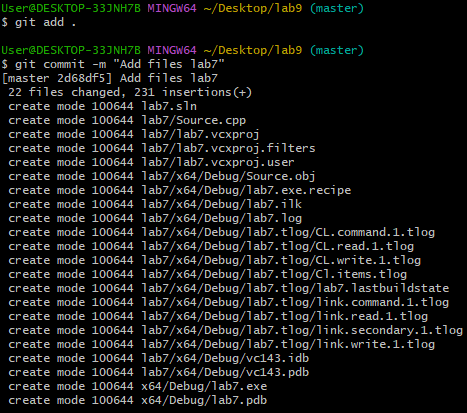 User@DESKTOP-33JNH7B MINGW64 ~/Desktop/lab9 (master)
$ git add .
User@DESKTOP-33JNH7B MINGW64 ~/Desktop/lab9 (master)
$ git commit -m "Add files lab7"
[master 2d68df5] Add files lab7
 22 files changed, 231 insertions(+)
 create mode 100644 lab7.sln
 create mode 100644 lab7/Source.cpp
 create mode 100644 lab7/lab7.vcxproj
 create mode 100644 lab7/lab7.vcxproj.filters
 create mode 100644 lab7/lab7.vcxproj.user
 create mode 100644 lab7/x64/Debug/Source.obj
 create mode 100644 lab7/x64/Debug/lab7.exe.recipe
 create mode 100644 lab7/x64/Debug/lab7.ilk
 create mode 100644 lab7/x64/Debug/lab7.log
 create mode 100644 lab7/x64/Debug/lab7.tlog/CL.command.1.tlog
 create mode 100644 lab7/x64/Debug/lab7.tlog/CL.read.1.tlog
 create mode 100644 lab7/x64/Debug/lab7.tlog/CL.write.1.tlog
 create mode 100644 lab7/x64/Debug/lab7.tlog/Cl.items.tlog
 create mode 100644 lab7/x64/Debug/lab7.tlog/lab7.lastbuildstate
 create mode 100644 lab7/x64/Debug/lab7.tlog/link.command.1.tlog
 create mode 100644 lab7/x64/Debug/lab7.tlog/link.read.1.tlog
 create mode 100644 lab7/x64/Debug/lab7.tlog/link.secondary.1.tlog
 create mode 100644 lab7/x64/Debug/lab7.tlog/link.write.1.tlog
 create mode 100644 lab7/x64/Debug/vc143.idb
 create mode 100644 lab7/x64/Debug/vc143.pdb
 create mode 100644 x64/Debug/lab7.exe
 create mode 100644 x64/Debug/lab7.pdb